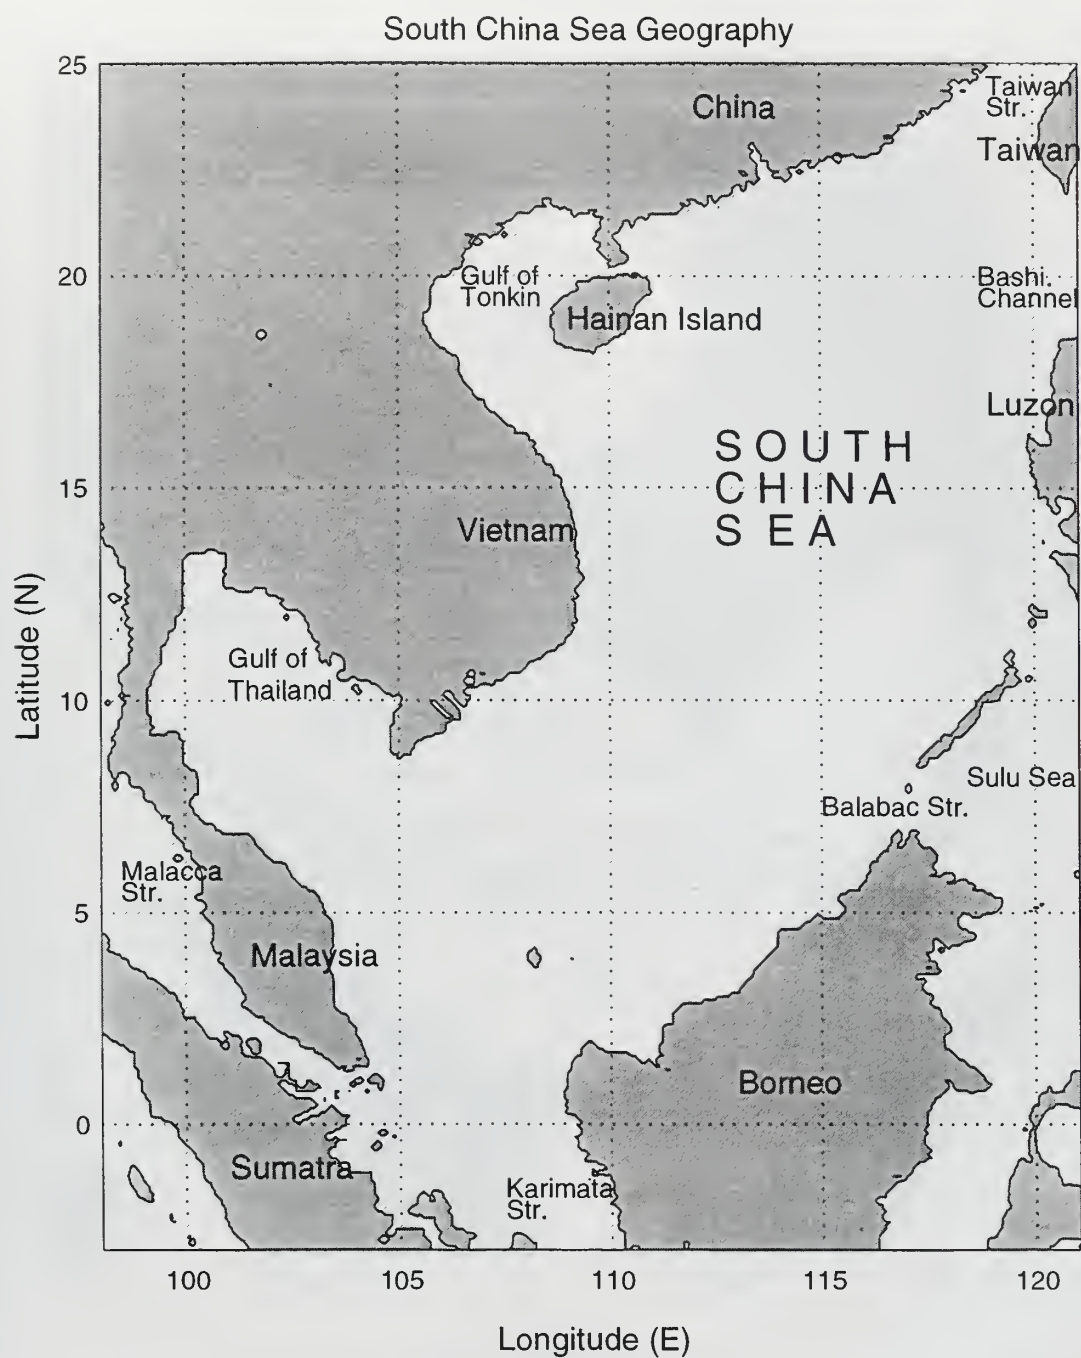 South China Sea Geography
25
China
Taiwan
Str.
Taiwan
20
Gulf of
Tonkin
Hainan Island
Bashi.
Channel
Luzon
SOUTH
CHINA
SEA
15
Vietnam
Latitude (N)
Gulf of
Thailand
10
Sulu Sea
Balabac Str.
Malacca
Str.
5
Malaysia
Borneo
0
Sumatra
Karimata
Str.
100
105
110
115
120
Longitude (E)